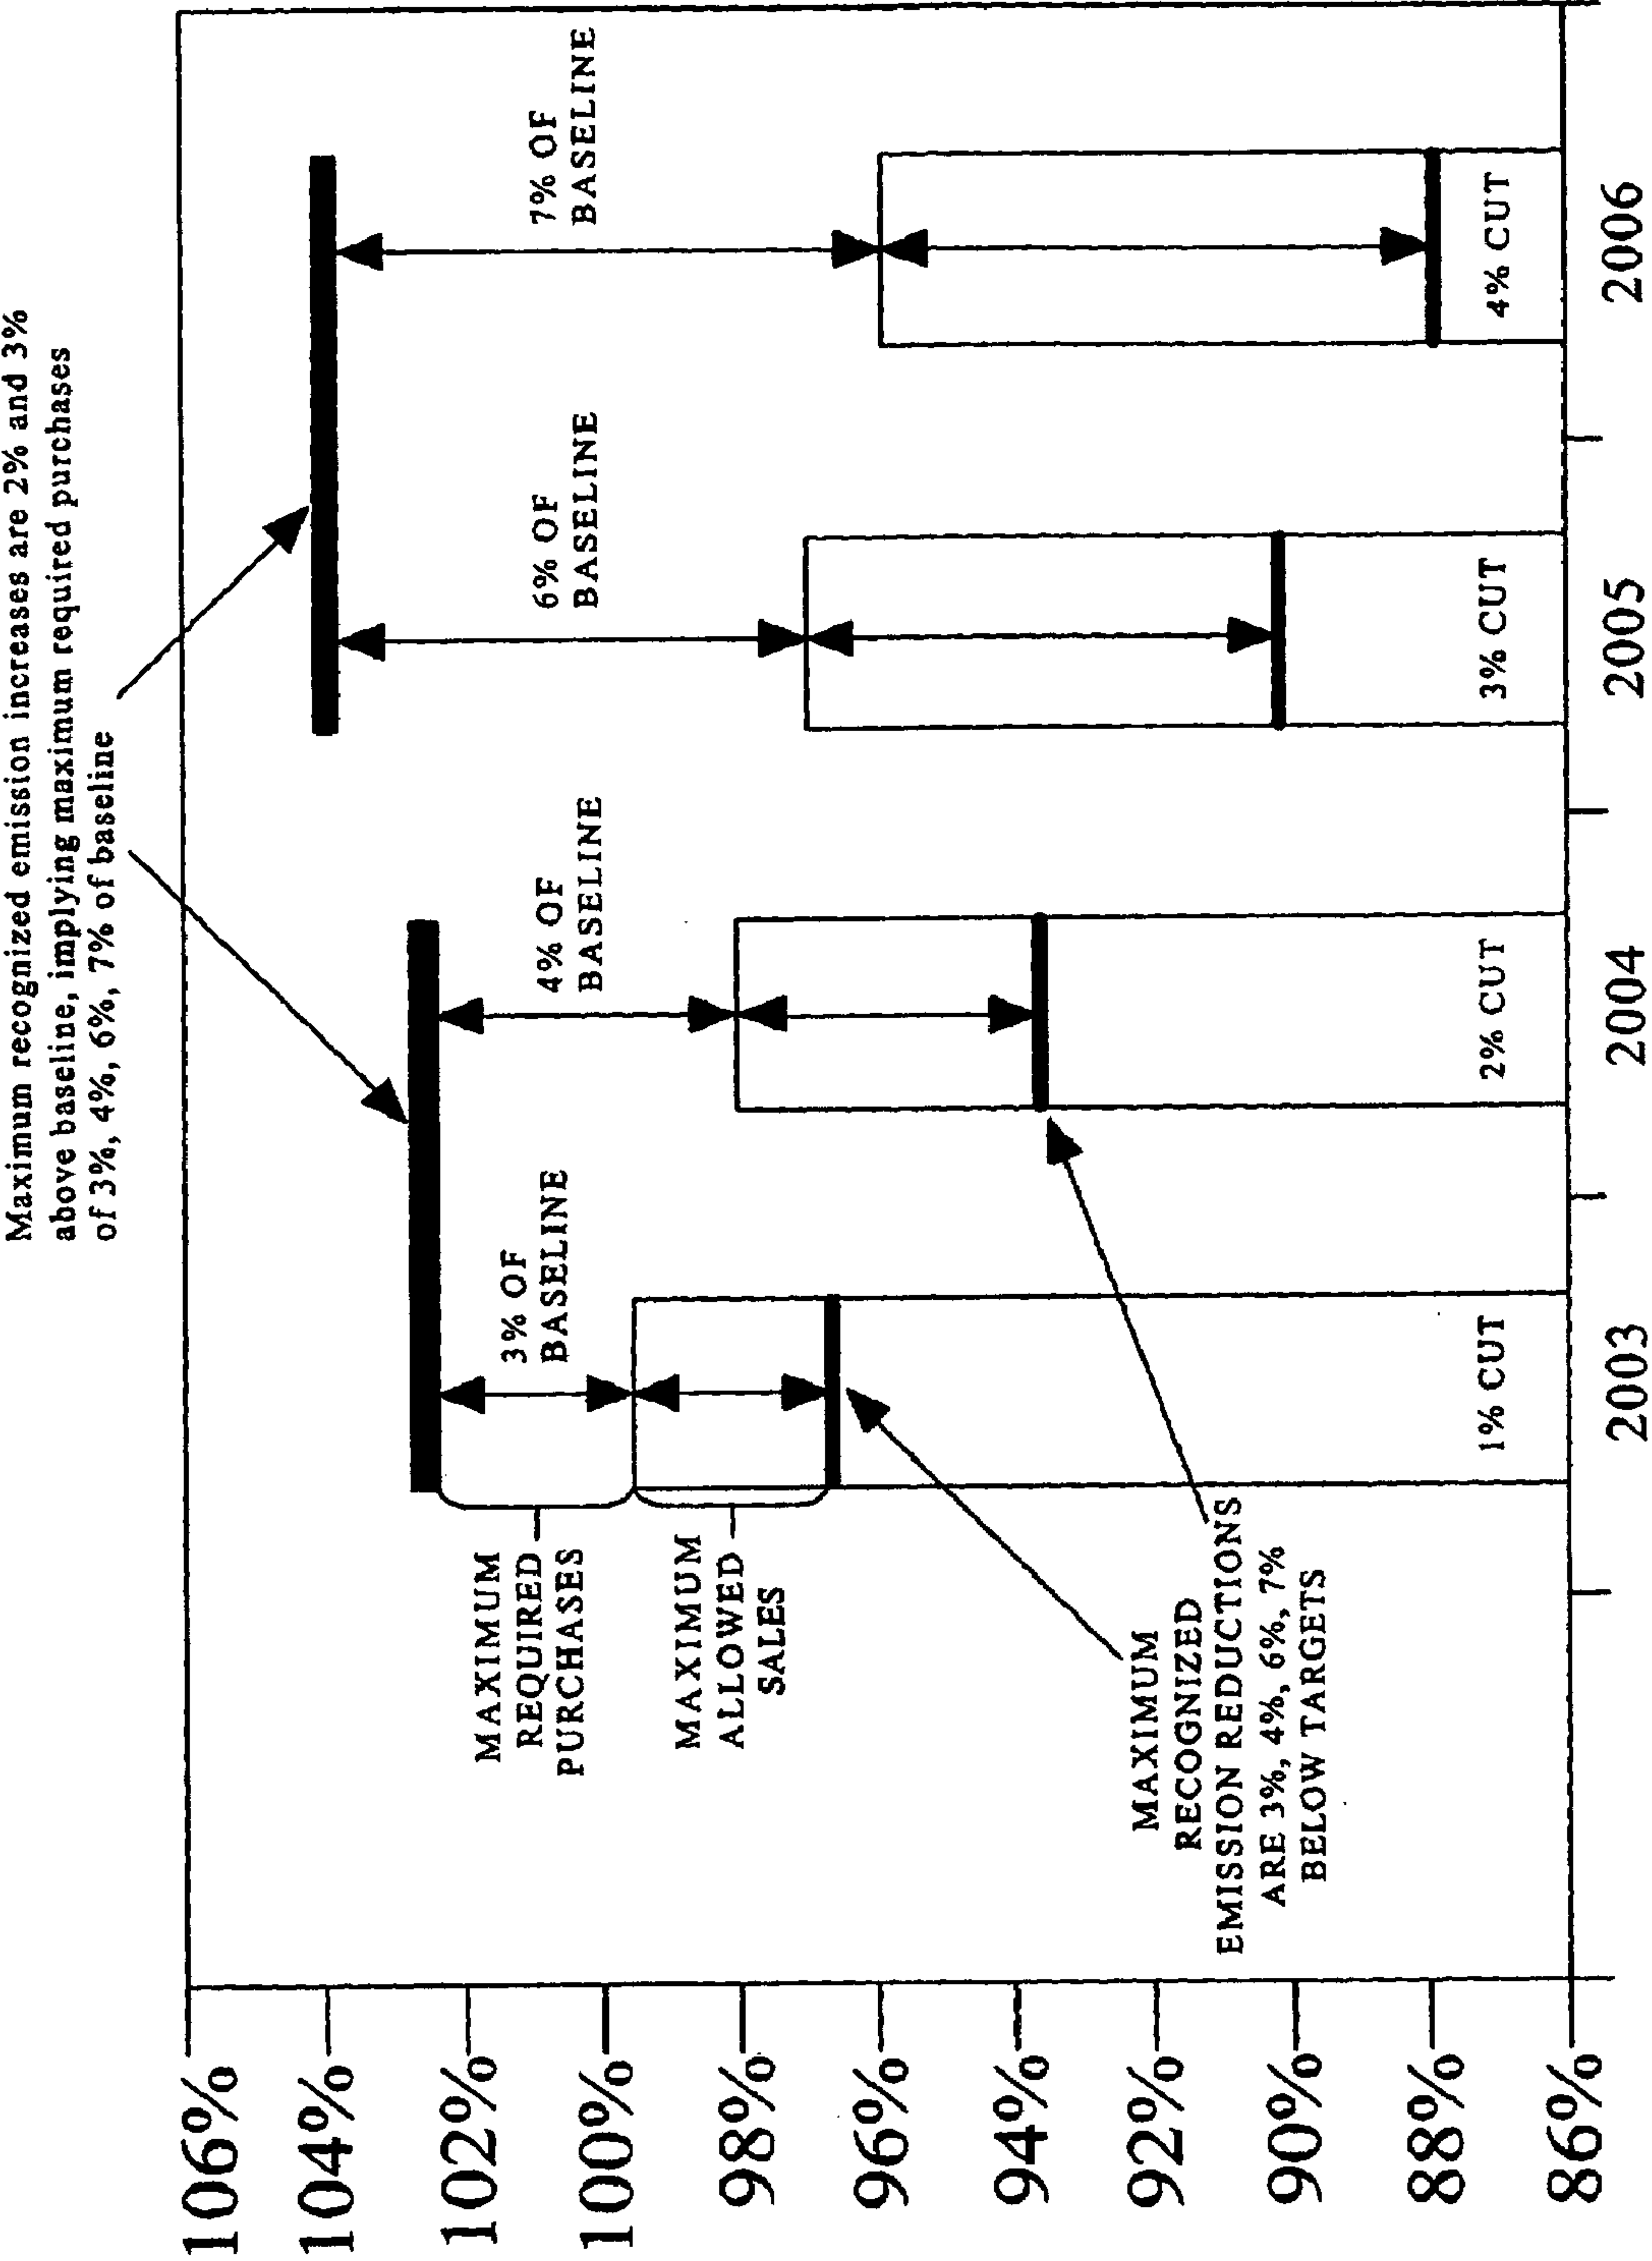 Maximum recognized emission increases are 2% and 3%
above baseline, implying maximum required purchases
of 3%, 4%, 6%, 7% of baseline
106%
104%
102%
100%
98%
96%
94%
92%
90%
88%
86%
MAXIMUM
REQUIRED
PURCHASES
MAXIMUM
ALLOWED
SALES
MAXIMUM
RECOGNIZED
EMISSION REDUCTIONS
ARE 3%, 4%, 6%, 7%
BELOW TARGETS
3% OF
BASELINE
4% OF
BASELINE
6% OF
BASELINE
7% OF
BASELINE
1% CUT
2% CUT
3% CUT
4% CUT
2003
2004
2005
2006